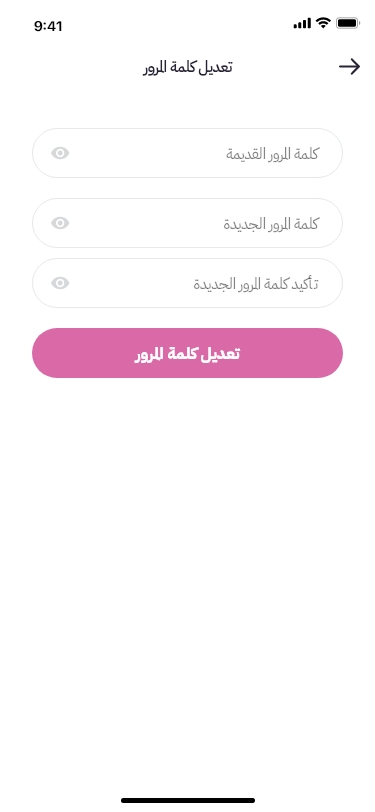 9:41
تعديل كلمة المرور
كلمة المرور القديمة
كلمة المرور الجديدة
تأكيد كلمة المرور الجديدة
تعديل كلمة المرور